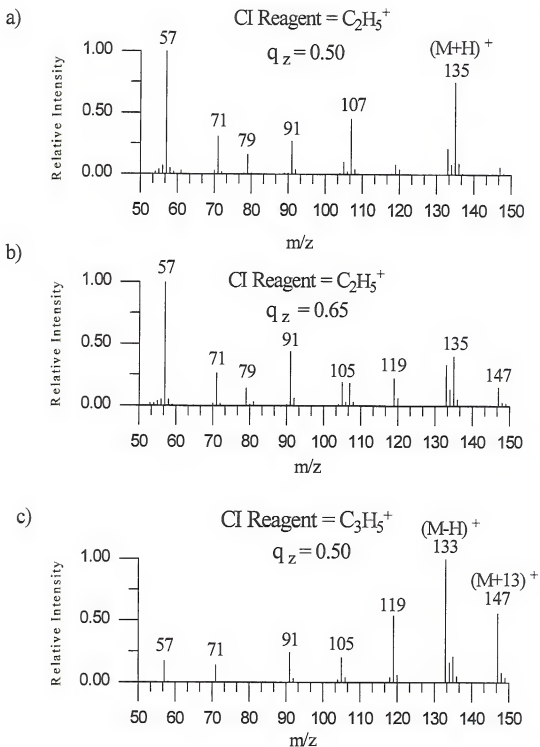 a)
CI Reagent = C2H5+
q z = 0.50
(M+H) +
57
71
79
91
107
135
1.00
0.50
0.00
Relative Intensity
50 60 70 80 90 100 110 120 130 140 150
m/z
b)
CI Reagent = C2H5+
q z = 0.65
57
71
79
91
105
119
135
147
1.00
0.50
0.00
Relative Intensity
50 60 70 80 90 100 110 120 130 140 150
m/z
c)
CI Reagent = C3H5+
q z = 0.50
(M-H) +
133
(M+13) +
147
57
71
91
105
119
1.00
0.50
0.00
Relative Intensity
50 60 70 80 90 100 110 120 130 140 150
m/z